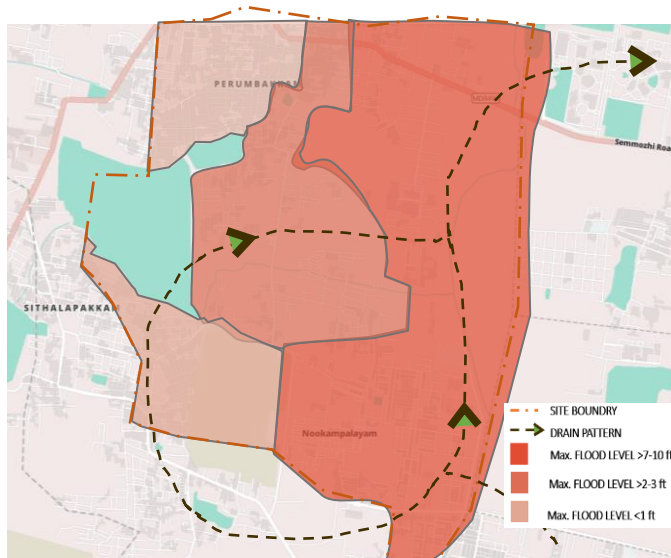 PERUMBAKKAM
Semmozhi Road
SITHALAPAKKAM
Nookampalayam
SITE BOUNDRY
DRAIN PATTERN
Max. FLOOD LEVEL >7-10 ft
Max. FLOOD LEVEL >2-3 ft
Max. FLOOD LEVEL <1 ft